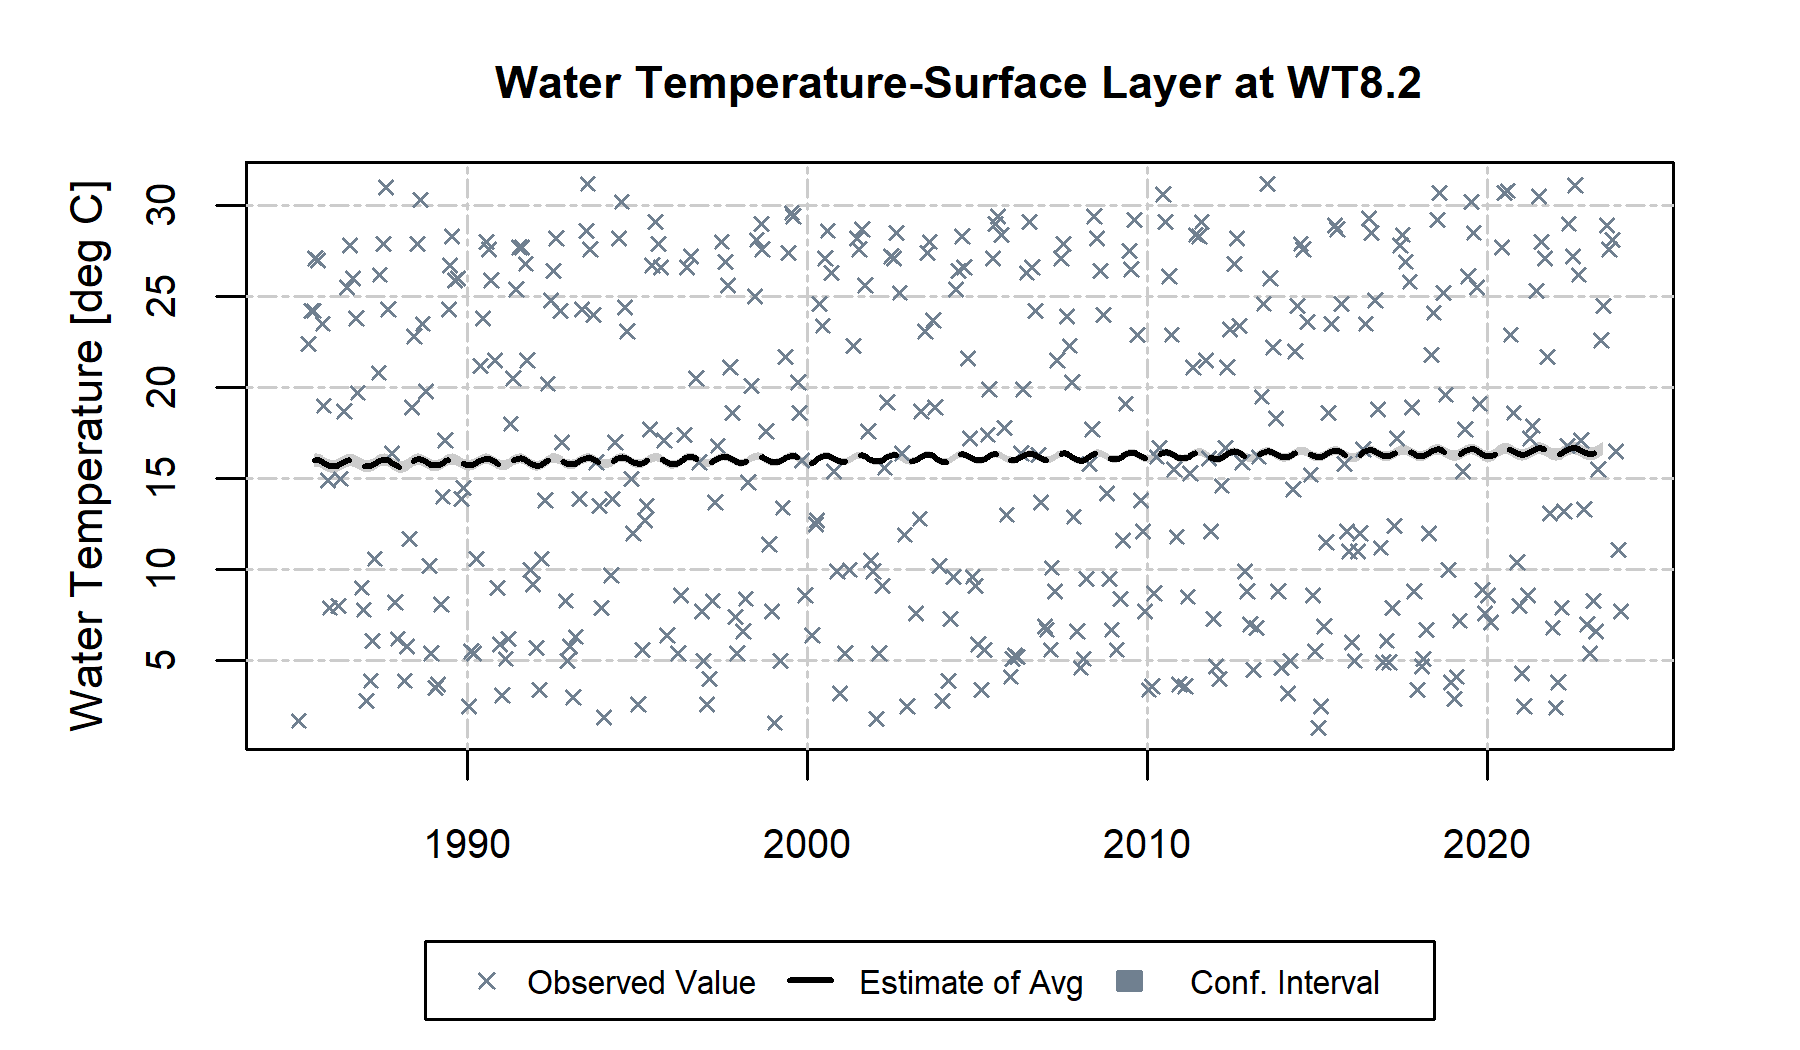 Water Temperature-Surface Layer at WT8.2
Water Temperature [deg C]
30
25
20
15
10
5
1990 2000 2010 2020
Observed Value Estimate of Avg Conf. Interval